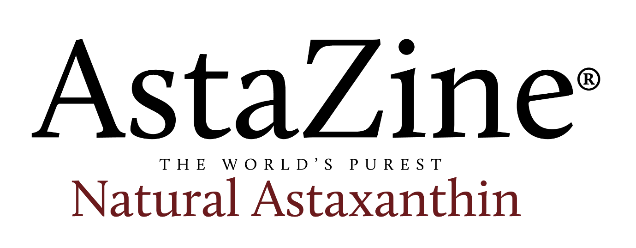 AstaZine®
THE WORLD'S PUREST
Natural Astaxanthin